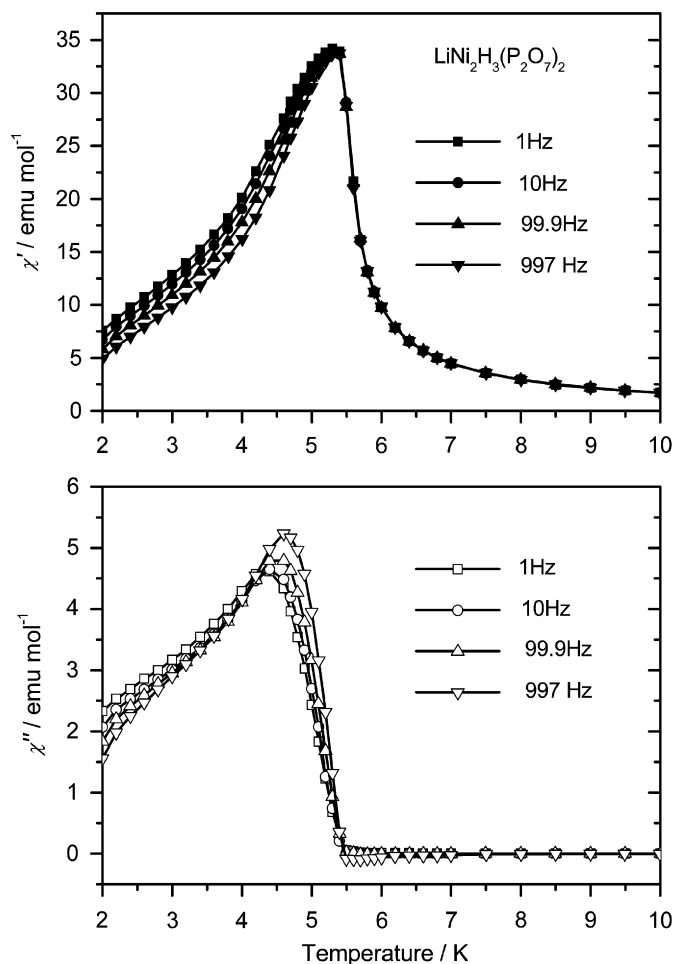 35
30
25
20
15
10
5
0
χ′ / emu mol⁻¹
LiNi₂H₃(P₂O₇)₂
1Hz
10Hz
99.9Hz
997 Hz
2 3 4 5 6 7 8 9 10
6
5
4
3
2
1
0
χ″ / emu mol⁻¹
1Hz
10Hz
99.9Hz
997 Hz
2 3 4 5 6 7 8 9 10
Temperature / K